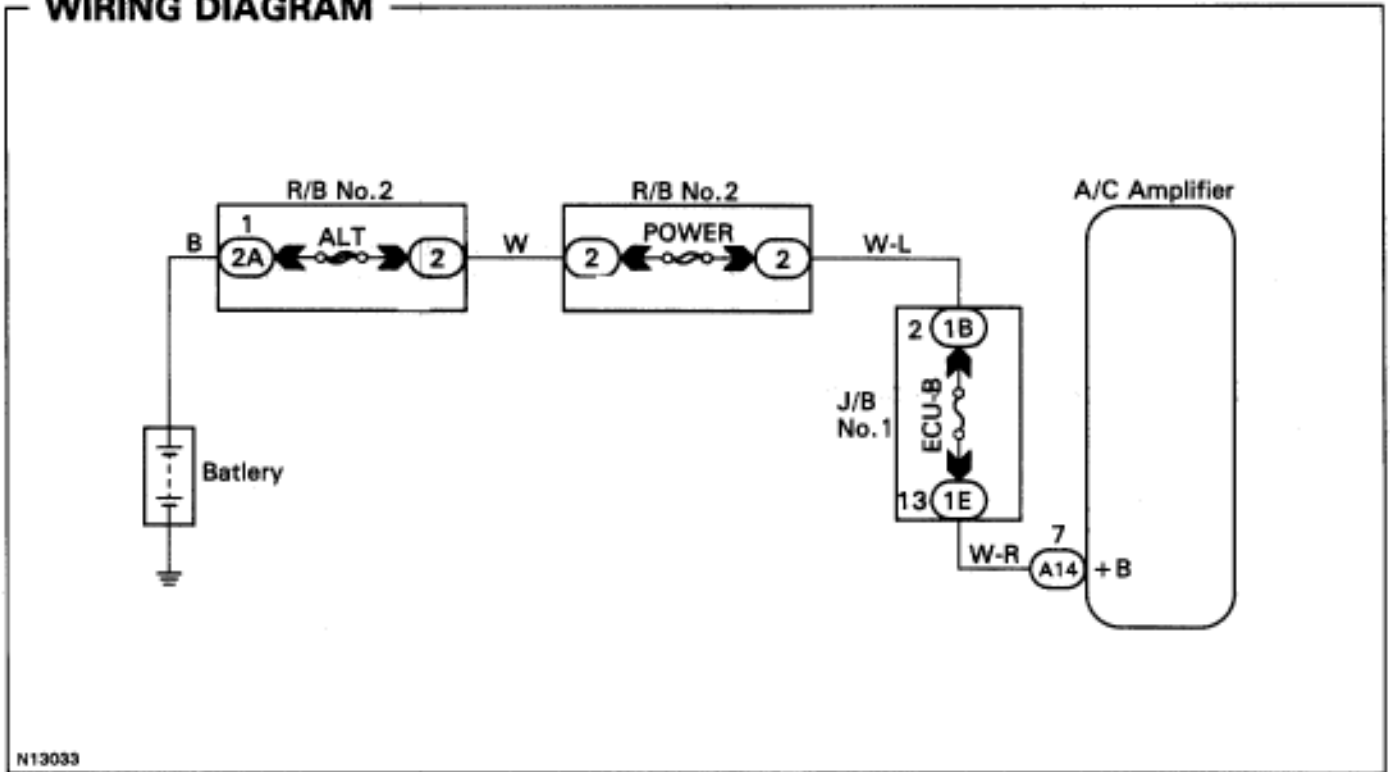 WIRING DIAGRAM
R/B No.2
R/B No.2
A/C Amplifier
1
ALT
POWER
B
2A
2
W
2
2
W-L
2
1B
J/B
No.1
ECU-B
Batlery
13
1E
7
W-R
A14
+B
N13033